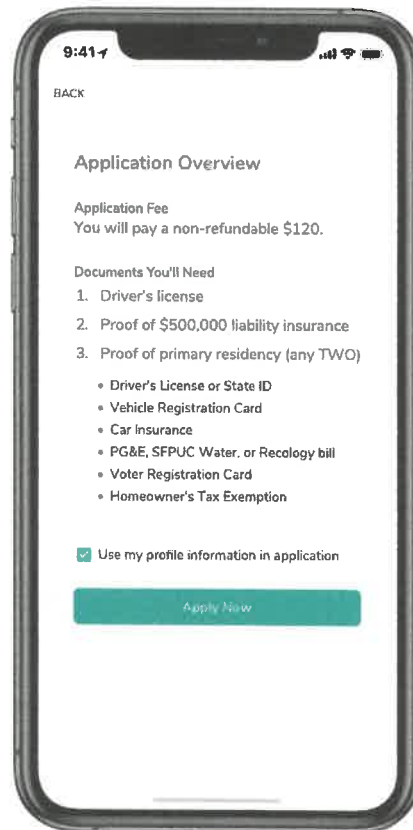 9:41
BACK
Application Overview
Application Fee
You will pay a non-refundable $120.
Documents You'll Need
1. Driver's license
2. Proof of $500,000 liability insurance
3. Proof of primary residency (any TWO)
• Driver's License or State ID
• Vehicle Registration Card
• Car Insurance
• PG&E, SFPUC Water, or Recology bill
• Voter Registration Card
• Homeowner's Tax Exemption
Use my profile information in application
Apply Now